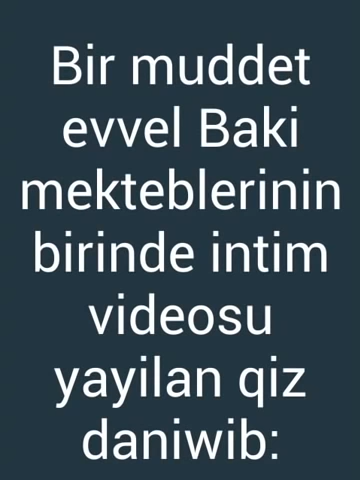 Bir muddet
evvel Baki
mekteblerinin
birinde intim
videosu
yayilan qiz
daniwib: